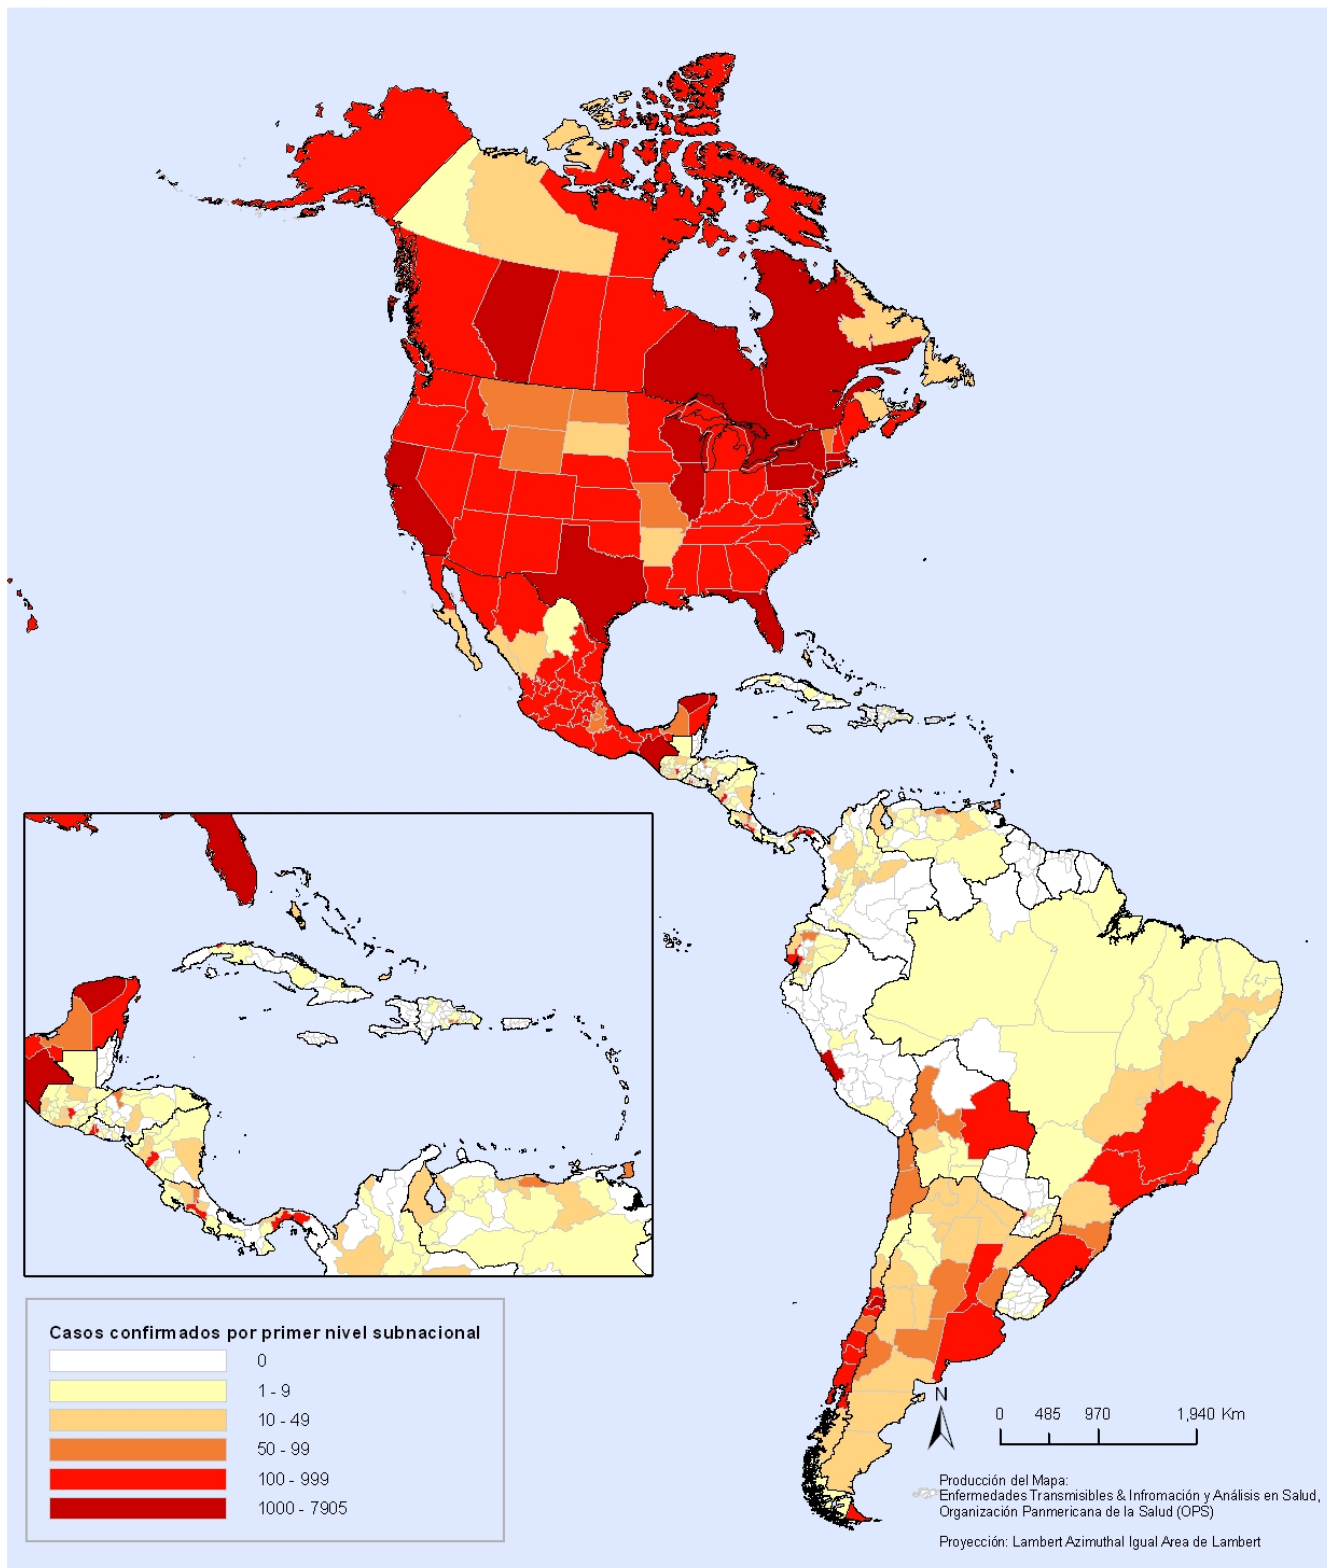 Casos confirmados por primer nivel subnacional
0
1 - 9
10 - 49
50 - 99
100 - 999
1000 - 7905
N
0 485 970 1,940 Km
Producción del Mapa:
Enfermedades Transmisibles & Infromación y Análisis en Salud,
Organización Panmericana de la Salud (OPS)
Proyección: Lambert Azimuthal Igual Area de Lambert